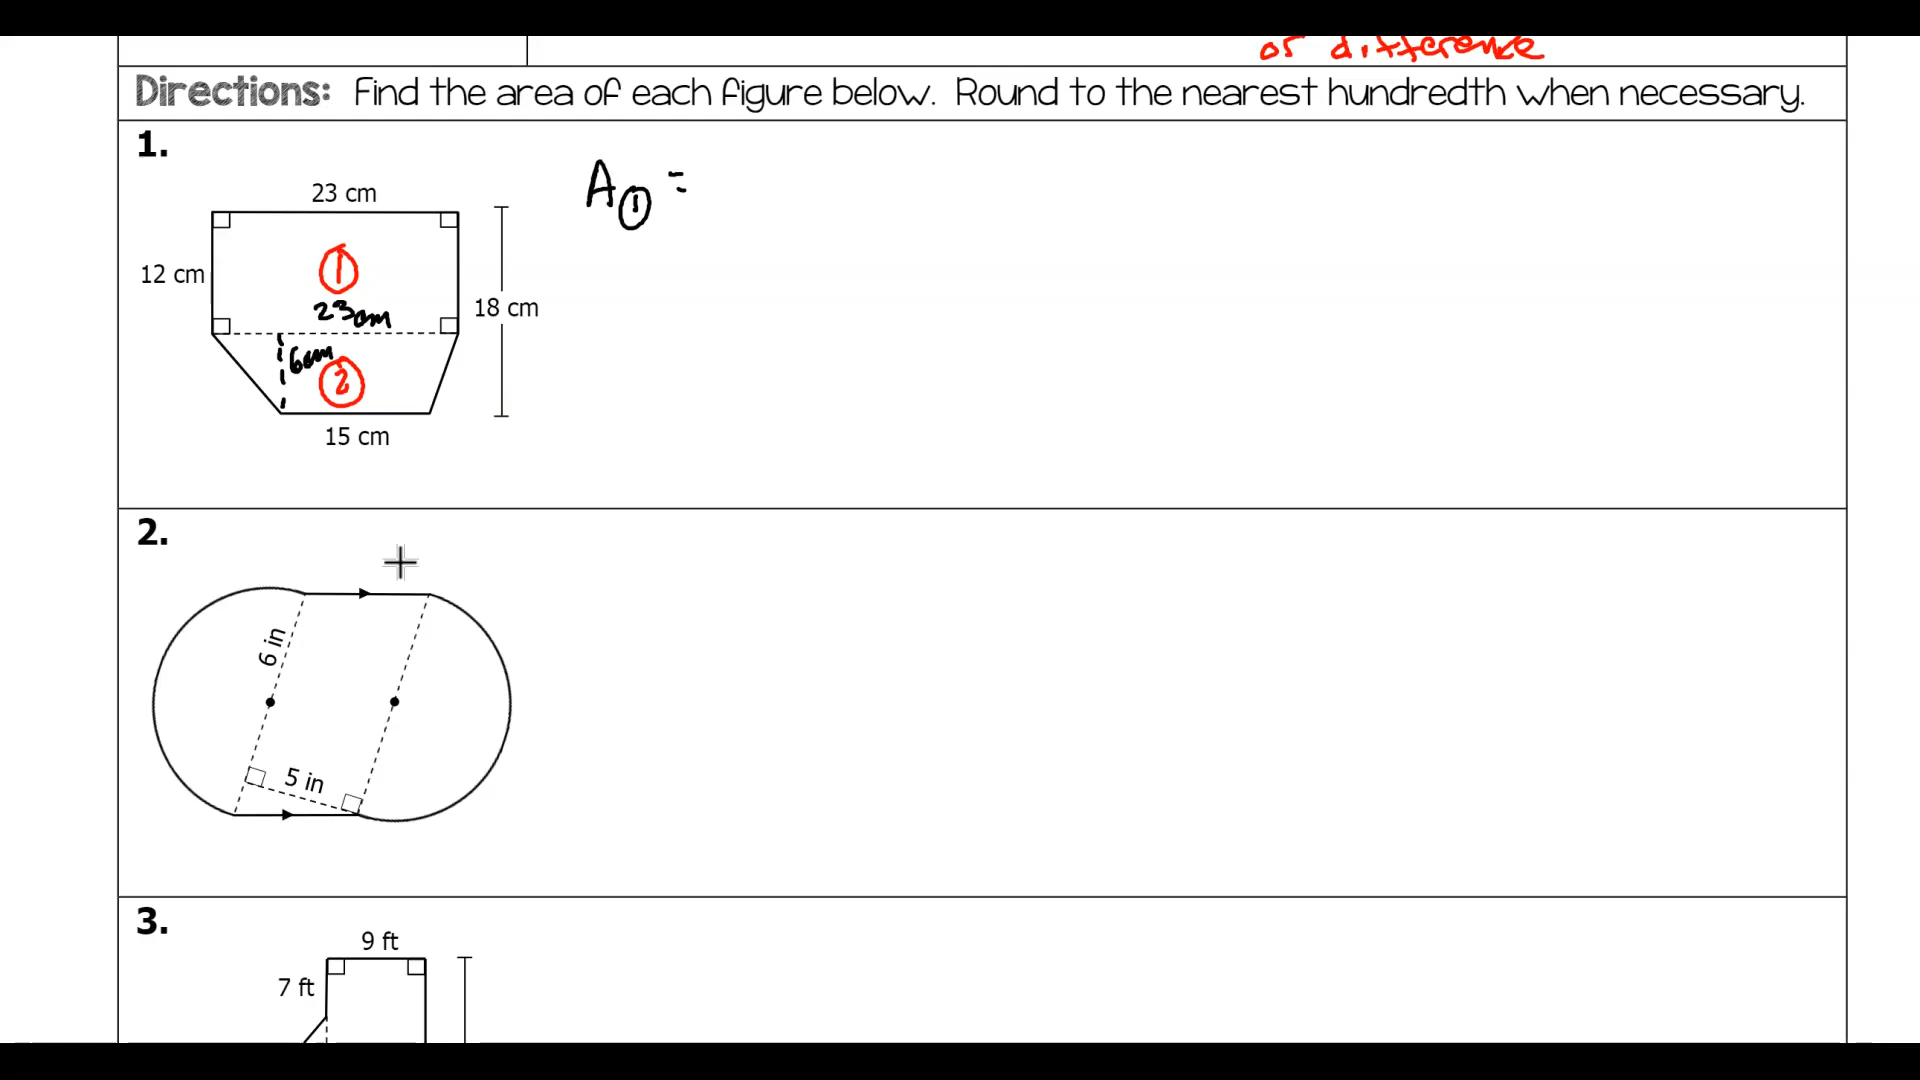 or difference
Directions: Find the area of each figure below. Round to the nearest hundredth when necessary.
1.
23 cm
A① =
12 cm
①
23cm
18 cm
6cm
②
15 cm
2.
6 in
5 in
3.
9 ft
7 ft